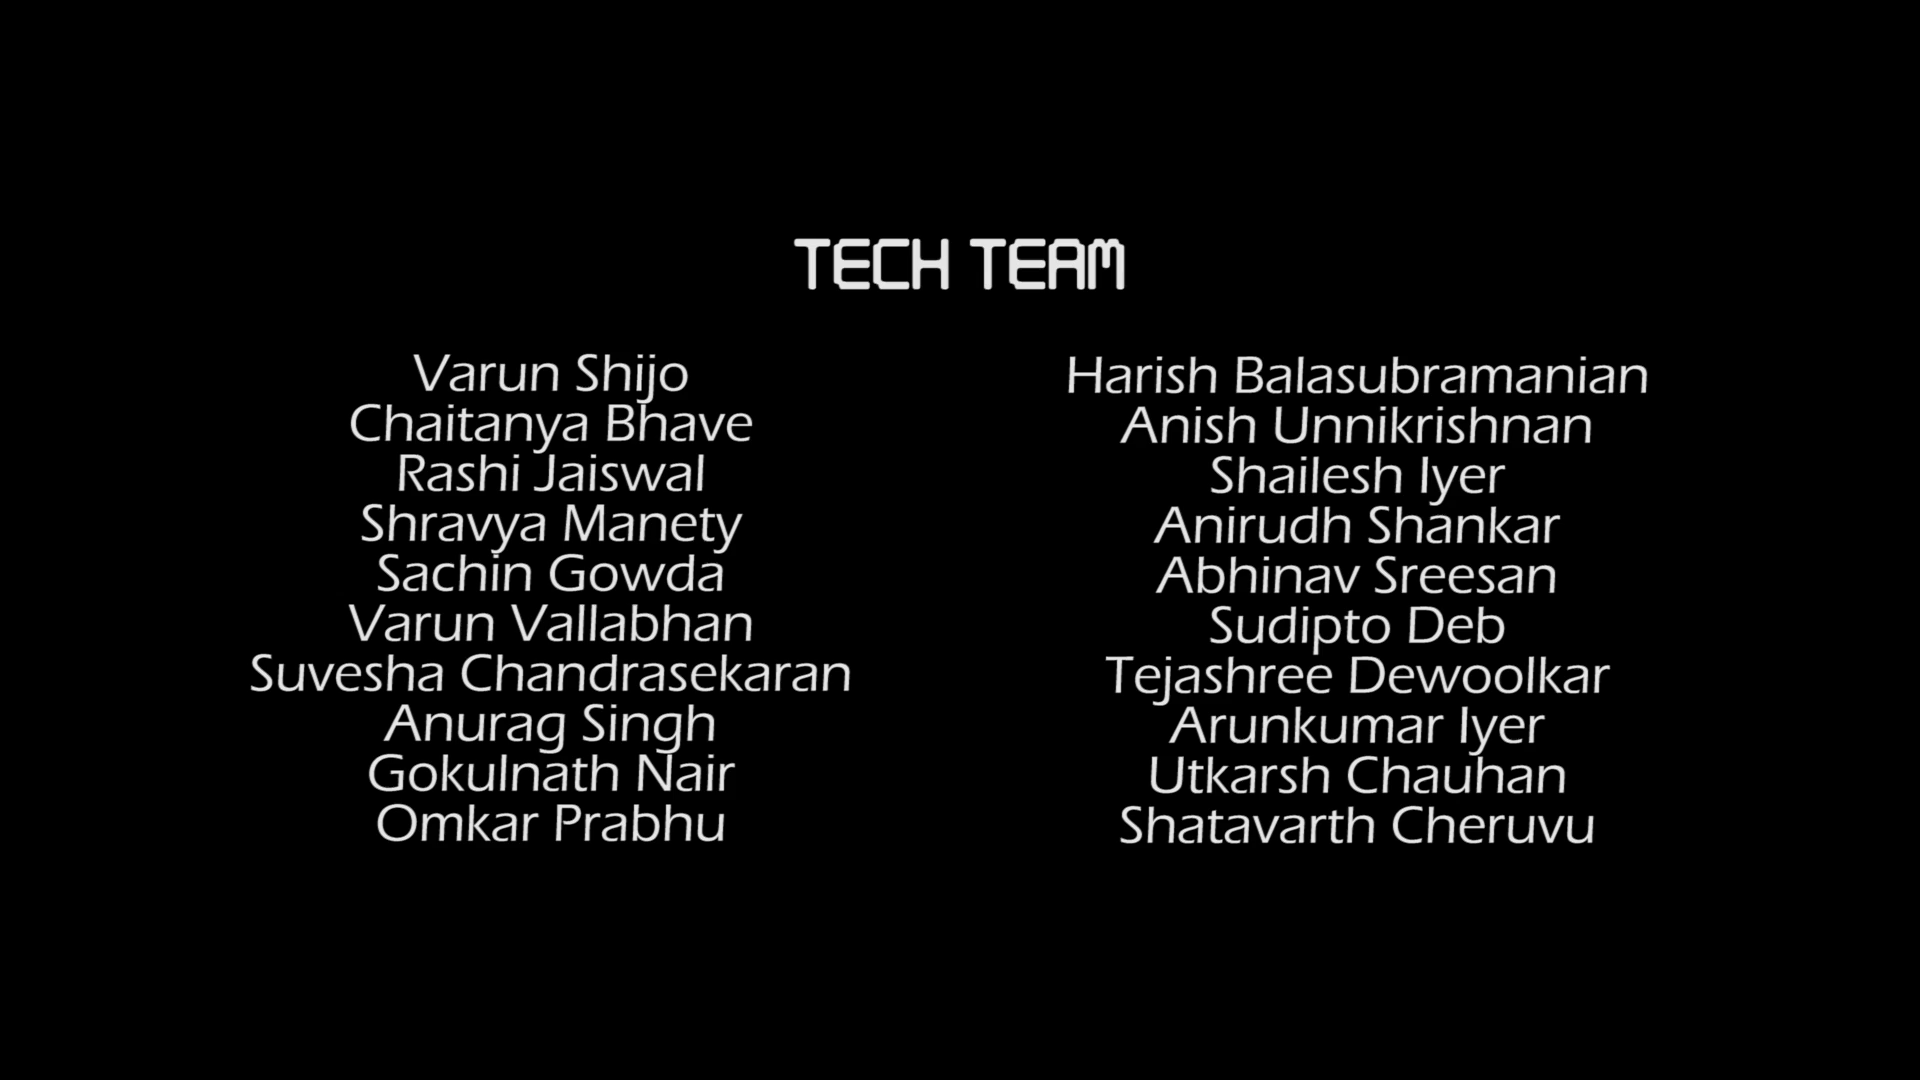 TECH TEAM
Varun Shijo
Chaitanya Bhave
Rashi Jaiswal
Shravya Manety
Sachin Gowda
Varun Vallabhan
Suvesha Chandrasekaran
Anurag Singh
Gokulnath Nair
Omkar Prabhu
Harish Balasubramanian
Anish Unnikrishnan
Shailesh Iyer
Anirudh Shankar
Abhinav Sreesan
Sudipto Deb
Tejashree Dewoolkar
Arunkumar Iyer
Utkarsh Chauhan
Shatavarth Cheruvu